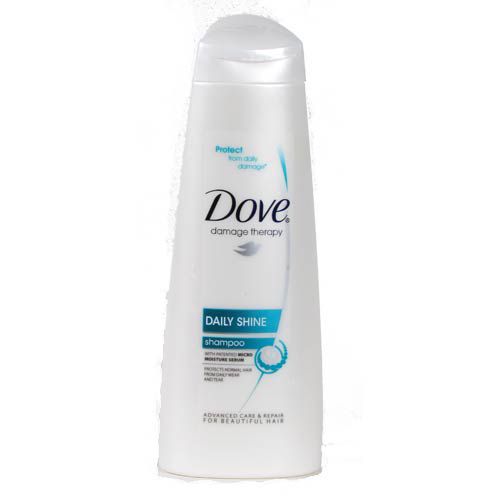 Protect
from daily
damage*
Dove®
damage therapy
DAILY SHINE
shampoo
WITH PATENTED MICRO
MOISTURE SERUM
PROTECTS NORMAL HAIR
FROM DAILY WEAR
AND TEAR
ADVANCED CARE & REPAIR
FOR BEAUTIFUL HAIR